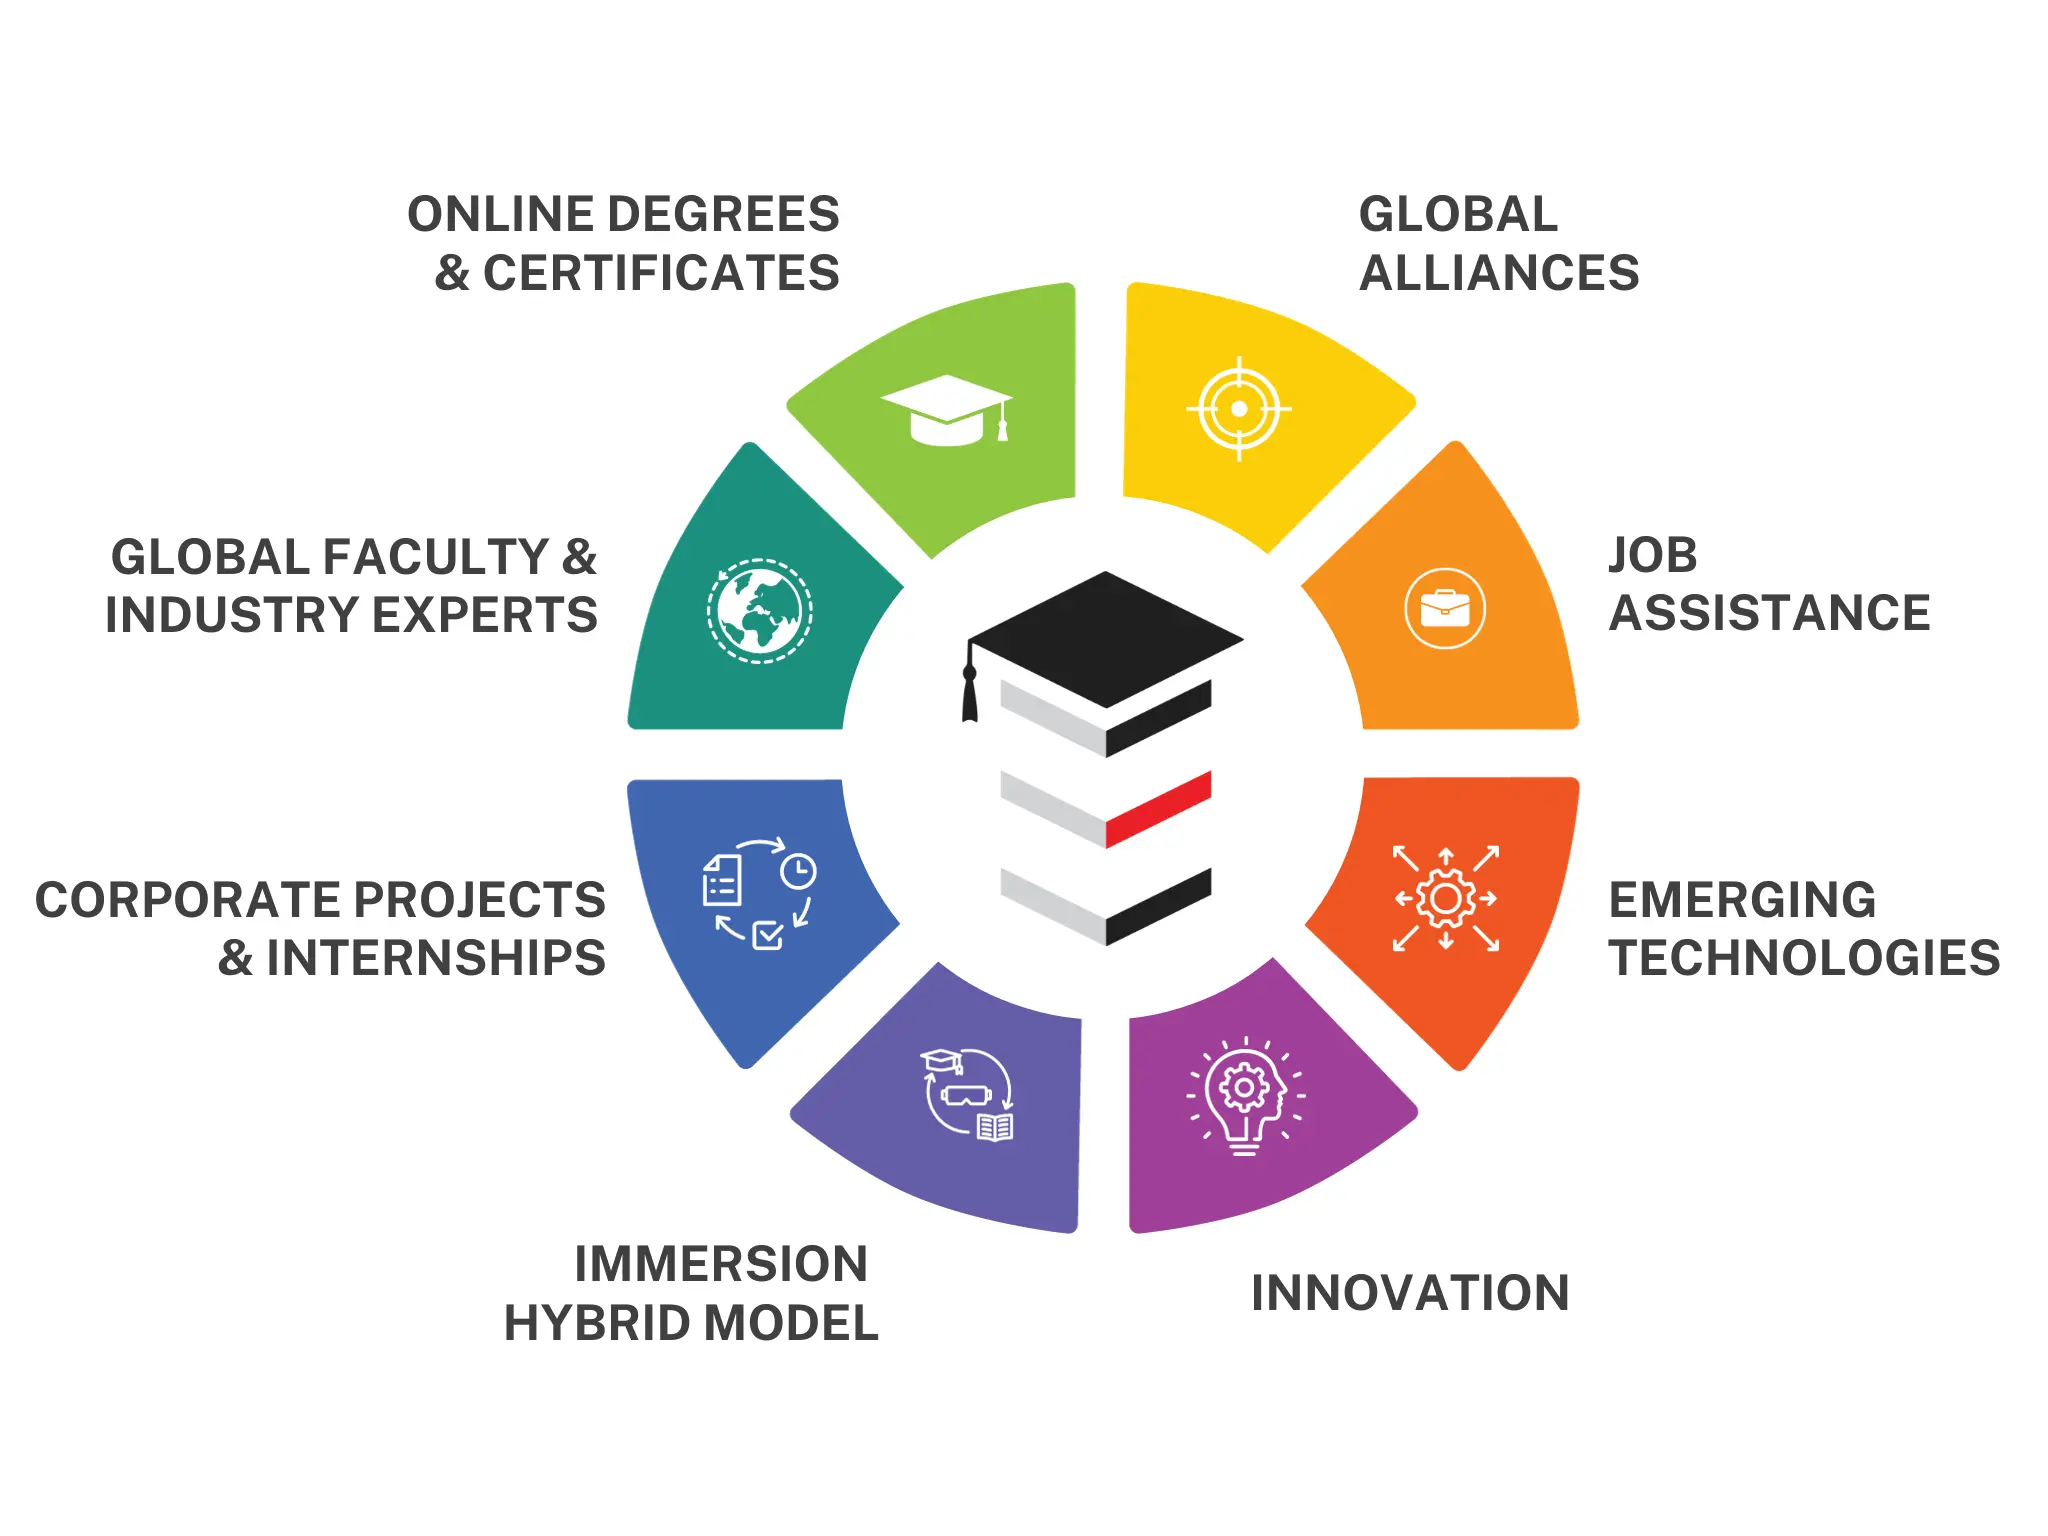 ONLINE DEGREES
& CERTIFICATES
GLOBAL
ALLIANCES
GLOBAL FACULTY &
INDUSTRY EXPERTS
JOB
ASSISTANCE
CORPORATE PROJECTS
& INTERNSHIPS
EMERGING
TECHNOLOGIES
IMMERSION
HYBRID MODEL
INNOVATION